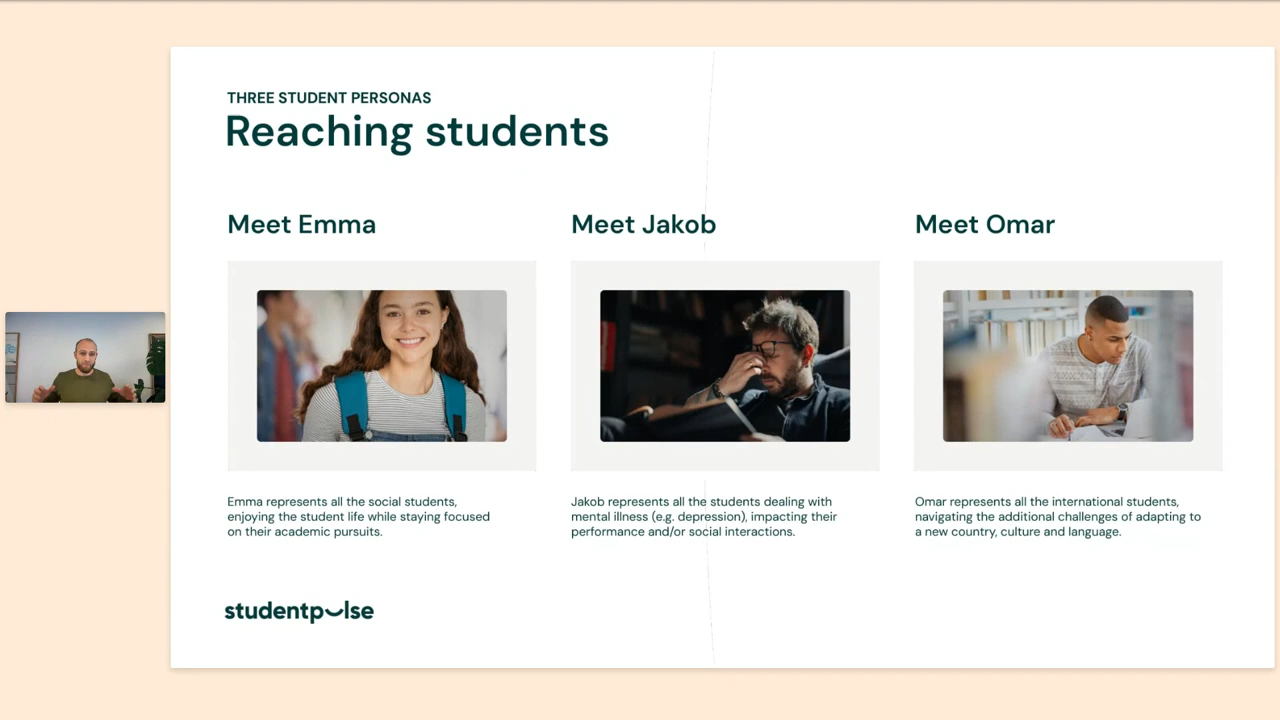 THREE STUDENT PERSONAS
Reaching students
Meet Emma
Meet Jakob
Meet Omar
Emma represents all the social students,
enjoying the student life while staying focused
on their academic pursuits.
Jakob represents all the students dealing with
mental illness (e.g. depression), impacting their
performance and/or social interactions.
Omar represents all the international students,
navigating the additional challenges of adapting to
a new country, culture and language.
studentpulse